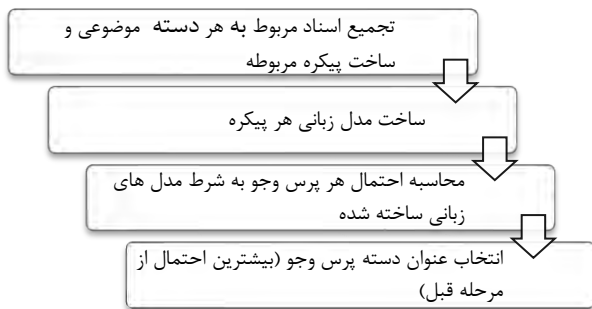 تجمیع اسناد مربوط به هر دسته موضوعی و
ساخت پیکره مربوطه
ساخت مدل زبانی هر پیکره
محاسبه احتمال هر پرس وجو به شرط مدل های
زبانی ساخته شده
انتخاب عنوان دسته پرس وجو (بیشترین احتمال از
مرحله قبل)